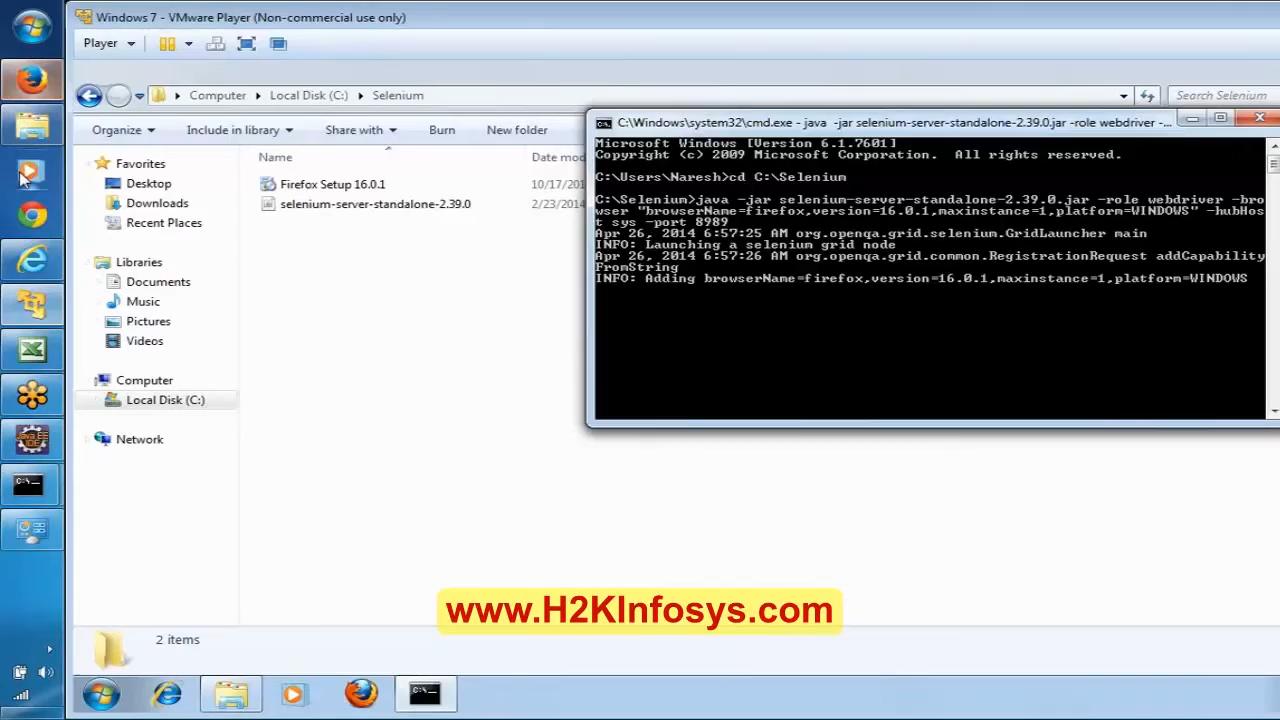 Windows 7 - VMware Player (Non-commercial use only)
Player
Computer Local Disk (C:) Selenium
Search Selenium
Organize Include in library Share with Burn New folder
Name Date mod
Favorites
Desktop
Downloads
Recent Places
Libraries
Documents
Music
Pictures
Videos
Computer
Local Disk (C:)
Network
Firefox Setup 16.0.1 10/17/201
selenium-server-standalone-2.39.0 2/23/2014
C:\Windows\system32\cmd.exe - java -jar selenium-server-standalone-2.39.0.jar -role webdriver -...
Microsoft Windows [Version 6.1.7601]
Copyright (c) 2009 Microsoft Corporation. All rights reserved.
C:\Users\Naresh>cd C:\Selenium
C:\Selenium>java -jar selenium-server-standalone-2.39.0.jar -role webdriver -bro
wser "browserName=firefox,version=16.0.1,maxinstance=1,platform=WINDOWS" -hubHos
t sys -port 8989
Apr 26, 2014 6:57:25 AM org.openqa.grid.selenium.GridLauncher main
INFO: Launching a selenium grid node
Apr 26, 2014 6:57:26 AM org.openqa.grid.common.RegistrationRequest addCapability
FromString
INFO: Adding browserName=firefox,version=16.0.1,maxinstance=1,platform=WINDOWS
www.H2KInfosys.com
2 items